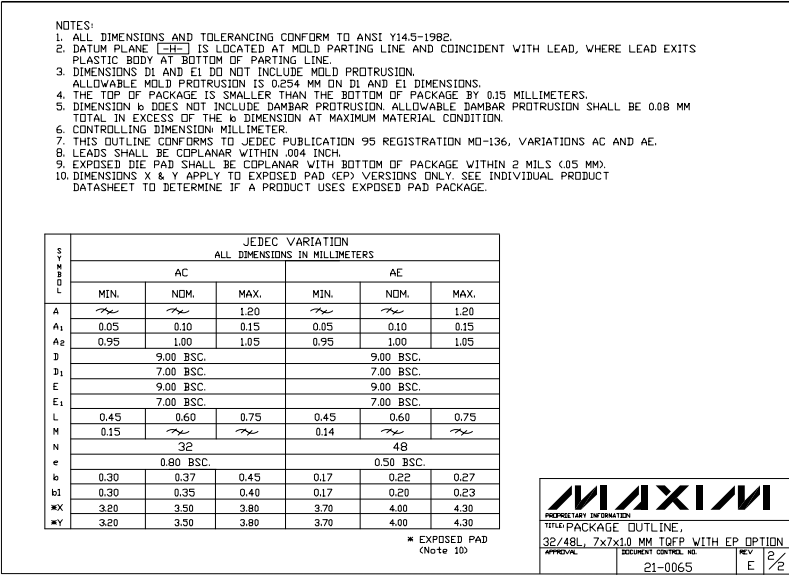 NOTES:
1. ALL DIMENSIONS AND TOLERANCING CONFORM TO ANSI Y14.5-1982.
2. DATUM PLANE -H- IS LOCATED AT MOLD PARTING LINE AND COINCIDENT WITH LEAD, WHERE LEAD EXITS
PLASTIC BODY AT BOTTOM OF PARTING LINE.
3. DIMENSIONS D1 AND E1 DO NOT INCLUDE MOLD PROTRUSION.
ALLOWABLE MOLD PROTRUSION IS 0.254 MM ON D1 AND E1 DIMENSIONS.
4. THE TOP OF PACKAGE IS SMALLER THAN THE BOTTOM OF PACKAGE BY 0.15 MILLIMETERS.
5. DIMENSION b DOES NOT INCLUDE DAMBAR PROTRUSION. ALLOWABLE DAMBAR PROTRUSION SHALL BE 0.08 MM
TOTAL IN EXCESS OF THE b DIMENSION AT MAXIMUM MATERIAL CONDITION.
6. CONTROLLING DIMENSION: MILLIMETER.
7. THIS OUTLINE CONFORMS TO JEDEC PUBLICATION 95 REGISTRATION MO-136, VARIATIONS AC AND AE.
8. LEADS SHALL BE COPLANAR WITHIN .004 INCH.
9. EXPOSED DIE PAD SHALL BE COPLANAR WITH BOTTOM OF PACKAGE WITHIN 2 MILS (.05 MM).
10. DIMENSIONS X & Y APPLY TO EXPOSED PAD (EP) VERSIONS ONLY. SEE INDIVIDUAL PRODUCT
DATASHEET TO DETERMINE IF A PRODUCT USES EXPOSED PAD PACKAGE.
SYMBOL
JEDEC VARIATION
ALL DIMENSIONS IN MILLIMETERS
AC AE
MIN. NOM. MAX. MIN. NOM. MAX.
A 1.20 1.20
A1 0.05 0.10 0.15 0.05 0.10 0.15
A2 0.95 1.00 1.05 0.95 1.00 1.05
D 9.00 BSC. 9.00 BSC.
D1 7.00 BSC. 7.00 BSC.
E 9.00 BSC. 9.00 BSC.
E1 7.00 BSC. 7.00 BSC.
L 0.45 0.60 0.75 0.45 0.60 0.75
M 0.15 0.14
N 32 48
e 0.80 BSC. 0.50 BSC.
b 0.30 0.37 0.45 0.17 0.22 0.27
b1 0.30 0.35 0.40 0.17 0.20 0.23
*X 3.20 3.50 3.80 3.70 4.00 4.30
*Y 3.20 3.50 3.80 3.70 4.00 4.30
* EXPOSED PAD
(Note 10)
MAXIM
PROPRIETARY INFORMATION
TITLE: PACKAGE OUTLINE,
32/48L, 7x7x1.0 MM TQFP WITH EP OPTION
APPROVAL DOCUMENT CONTROL NO. REV 2/2
21-0065 E